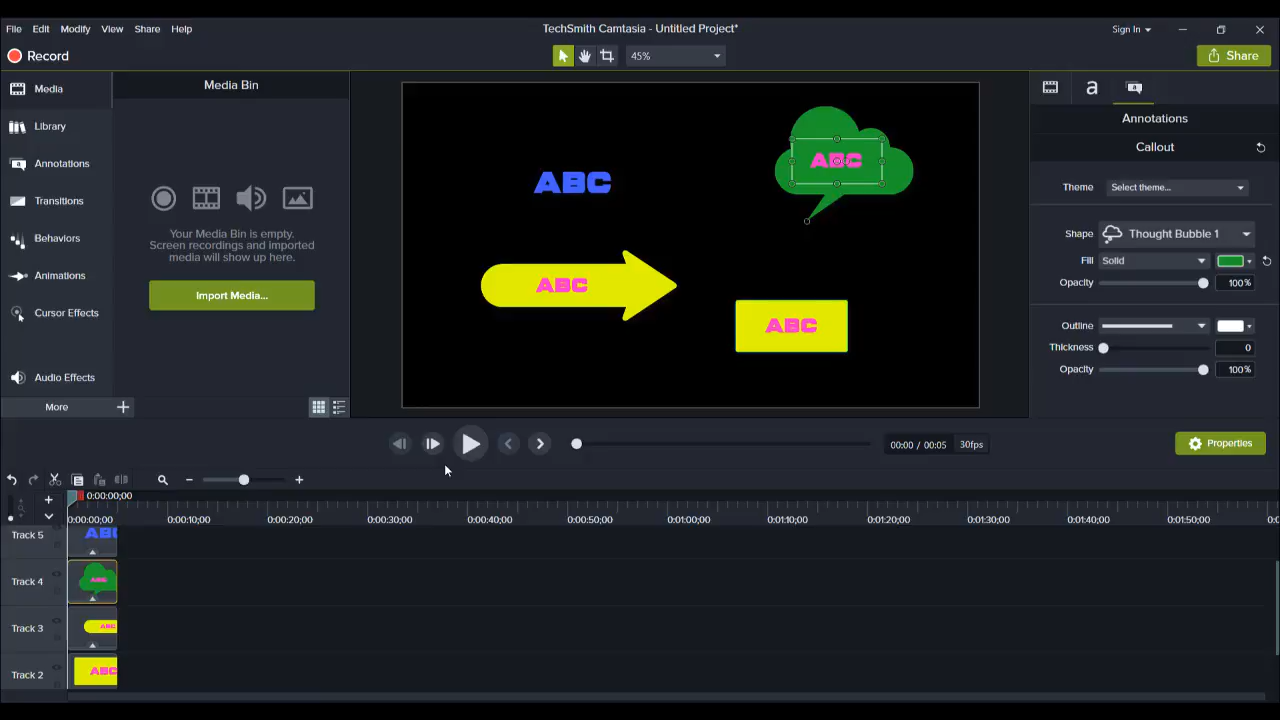 File Edit Modify View Share Help
TechSmith Camtasia - Untitled Project*
Sign In
Record
45%
Share
Media
Library
Annotations
Transitions
Behaviors
Animations
Cursor Effects
Audio Effects
More
Media Bin
Your Media Bin is empty.
Screen recordings and imported
media will show up here.
Import Media...
ABC
ABC
ABC
ABC
a
Annotations
Callout
Theme Select theme...
Shape Thought Bubble 1
Fill Solid
Opacity 100%
Outline
Thickness 0
Opacity 100%
00:00 / 00:05 30fps
Properties
0:00:00;00
0:00:00;00 0:00:10;00 0:00:20;00 0:00:30;00 0:00:40;00 0:00:50;00 0:01:00;00 0:01:10;00 0:01:20;00 0:01:30;00 0:01:40;00 0:01:50;00
Track 5 ABC
Track 4 ABC
Track 3 ABC
Track 2 ABC